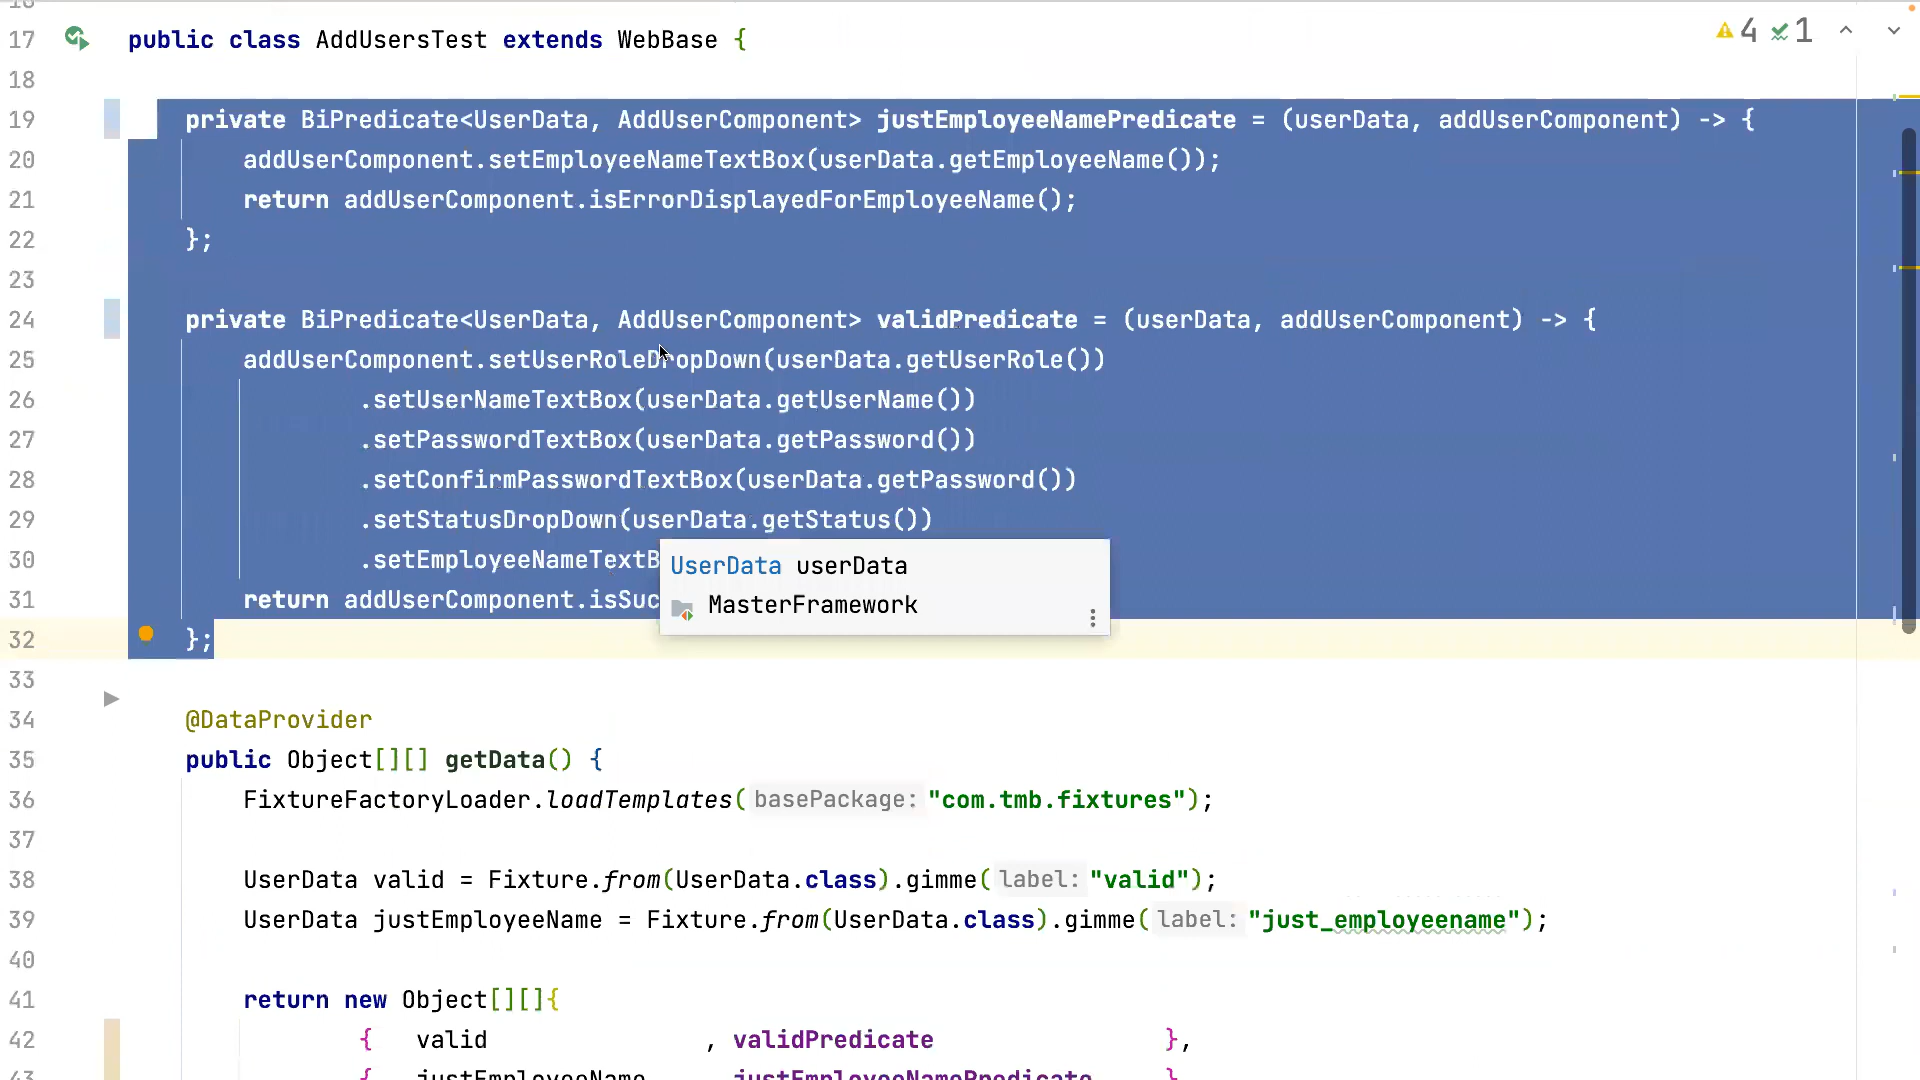 16
17 public class AddUsersTest extends WebBase { 4 1
18
19 private BiPredicate<UserData, AddUserComponent> justEmployeeNamePredicate = (userData, addUserComponent) -> {
20 addUserComponent.setEmployeeNameTextBox(userData.getEmployeeName());
21 return addUserComponent.isErrorDisplayedForEmployeeName();
22 };
23
24 private BiPredicate<UserData, AddUserComponent> validPredicate = (userData, addUserComponent) -> {
25 addUserComponent.setUserRoleDropDown(userData.getUserRole())
26 .setUserNameTextBox(userData.getUserName())
27 .setPasswordTextBox(userData.getPassword())
28 .setConfirmPasswordTextBox(userData.getPassword())
29 .setStatusDropDown(userData.getStatus())
30 .setEmployeeNameTextB
UserData userData
31 return addUserComponent.isSuc
MasterFramework
32 };
33
34 @DataProvider
35 public Object[][] getData() {
36 FixtureFactoryLoader.loadTemplates( basePackage: "com.tmb.fixtures");
37
38 UserData valid = Fixture.from(UserData.class).gimme( label: "valid");
39 UserData justEmployeeName = Fixture.from(UserData.class).gimme( label: "just_employeename");
40
41 return new Object[][]{
42 { valid , validPredicate },
43 { justEmployeeName , justEmployeeNamePredicate }